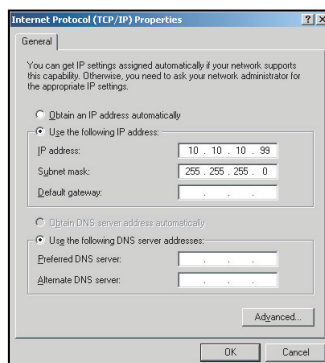 Internet Protocol (TCP/IP) Properties
General
You can get IP settings assigned automatically if your network supports
this capability. Otherwise, you need to ask your network administrator for
the appropriate IP settings.
Obtain an IP address automatically
Use the following IP address:
IP address: 10 . 10 . 10 . 99
Subnet mask: 255 . 255 . 255 . 0
Default gateway: . . .
Obtain DNS server address automatically
Use the following DNS server addresses:
Preferred DNS server: . . .
Alternate DNS server: . . .
Advanced...
OK Cancel